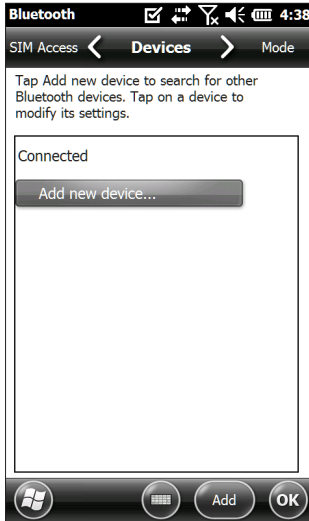 Bluetooth 4:38
SIM Access Devices Mode
Tap Add new device to search for other
Bluetooth devices. Tap on a device to
modify its settings.
Connected
Add new device...
Add OK